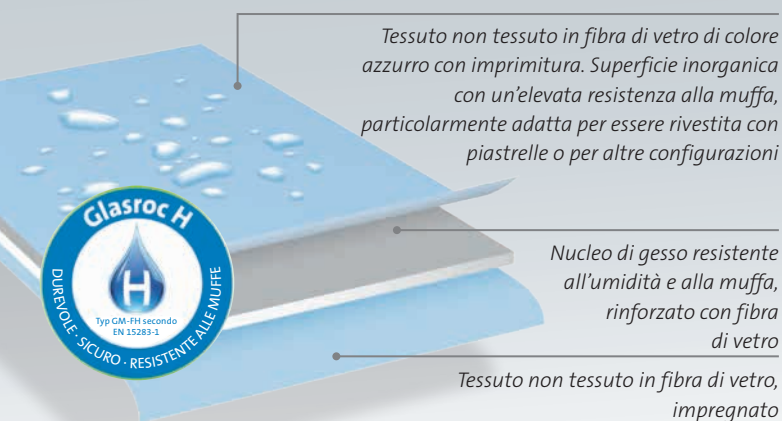 Tessuto non tessuto in fibra di vetro di colore
azzurro con imprimitura. Superficie inorganica
con un'elevata resistenza alla muffa,
particolarmente adatta per essere rivestita con
piastrelle o per altre configurazioni
Glasroc H
H
Typ GM-FH secondo
EN 15283-1
DUREVOLE · SICURO · RESISTENTE ALLE MUFFE
Nucleo di gesso resistente
all'umidità e alla muffa,
rinforzato con fibra
di vetro
Tessuto non tessuto in fibra di vetro,
impregnato